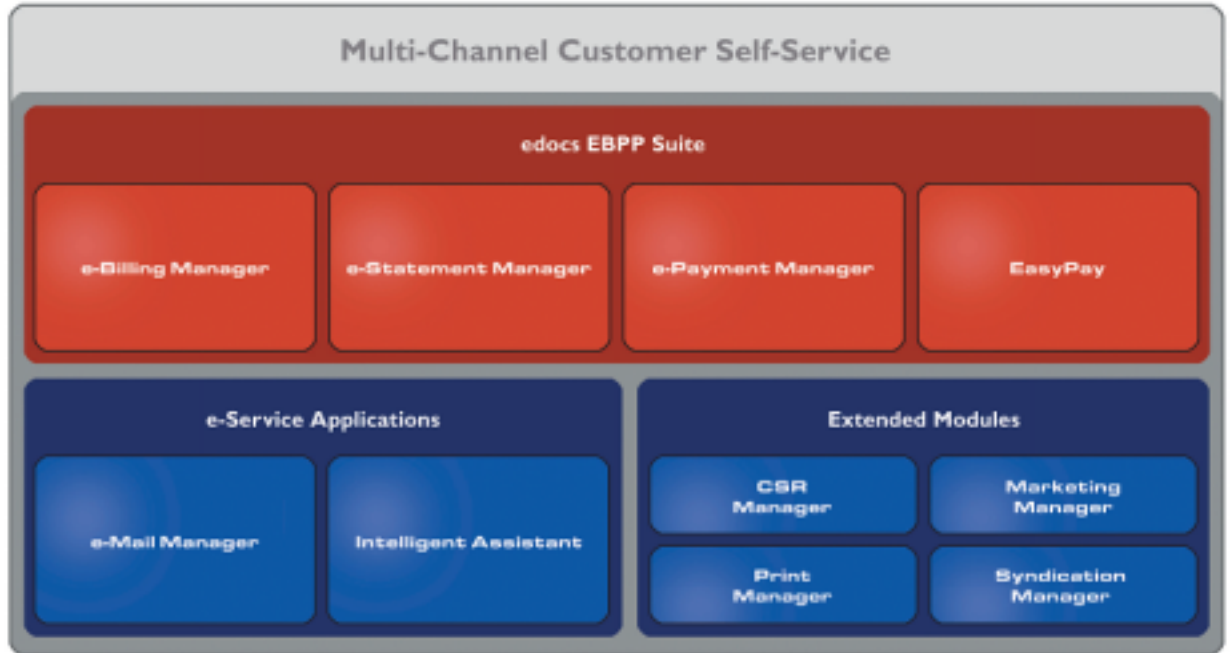 Multi-Channel Customer Self-Service
edocs EBPP Suite
e-Billing Manager
e-Statement Manager
e-Payment Manager
EasyPay
e-Service Applications
e-Mail Manager
Intelligent Assistant
Extended Modules
CSR
Manager
Marketing
Manager
Print
Manager
Syndication
Manager